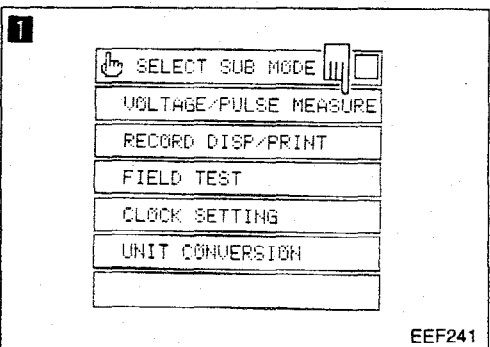 1
SELECT SUB MODE
VOLTAGE/PULSE MEASURE
RECORD DISP/PRINT
FIELD TEST
CLOCK SETTING
UNIT CONVERSION
EEF241